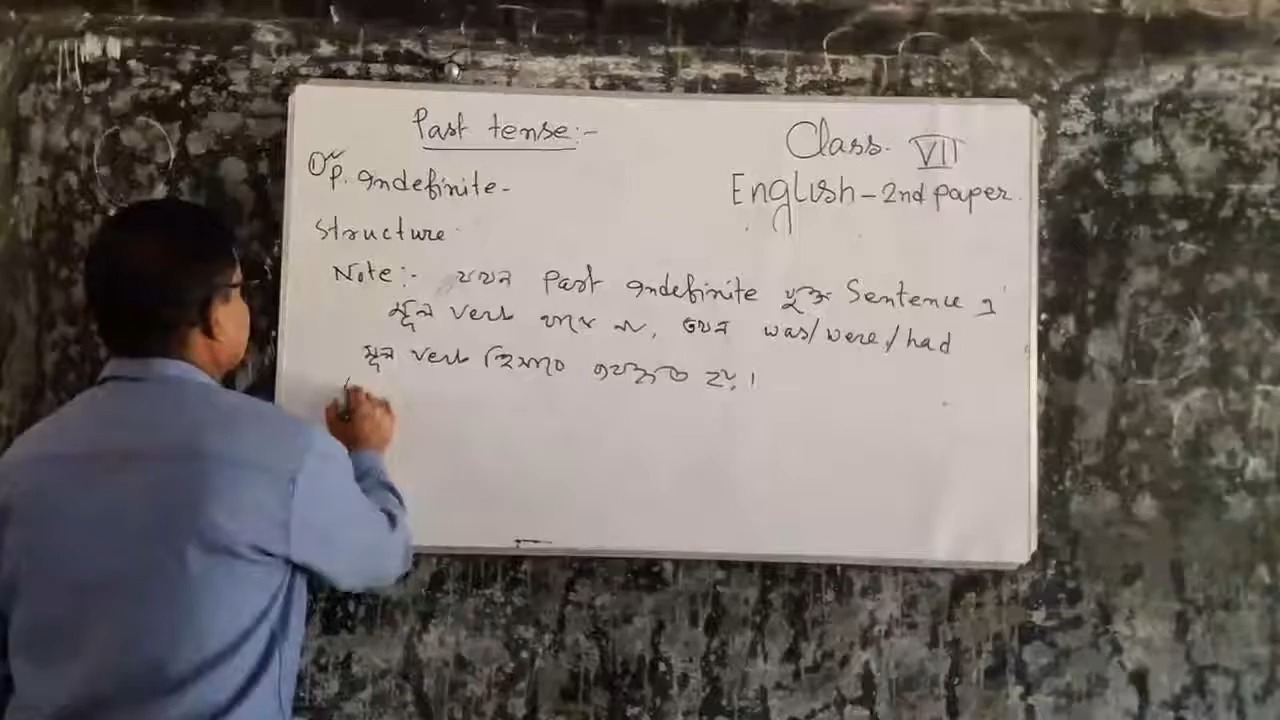 Past tense:-
Class. VII
English - 2nd paper.
① P. Indefinite -
Structure.
Note:- যখন Past Indefinite যুক্ত Sentence এ
মূল verb থাকে না, তখন was/were/had
মূল verb হিসাবে ব্যবহৃত হয়।